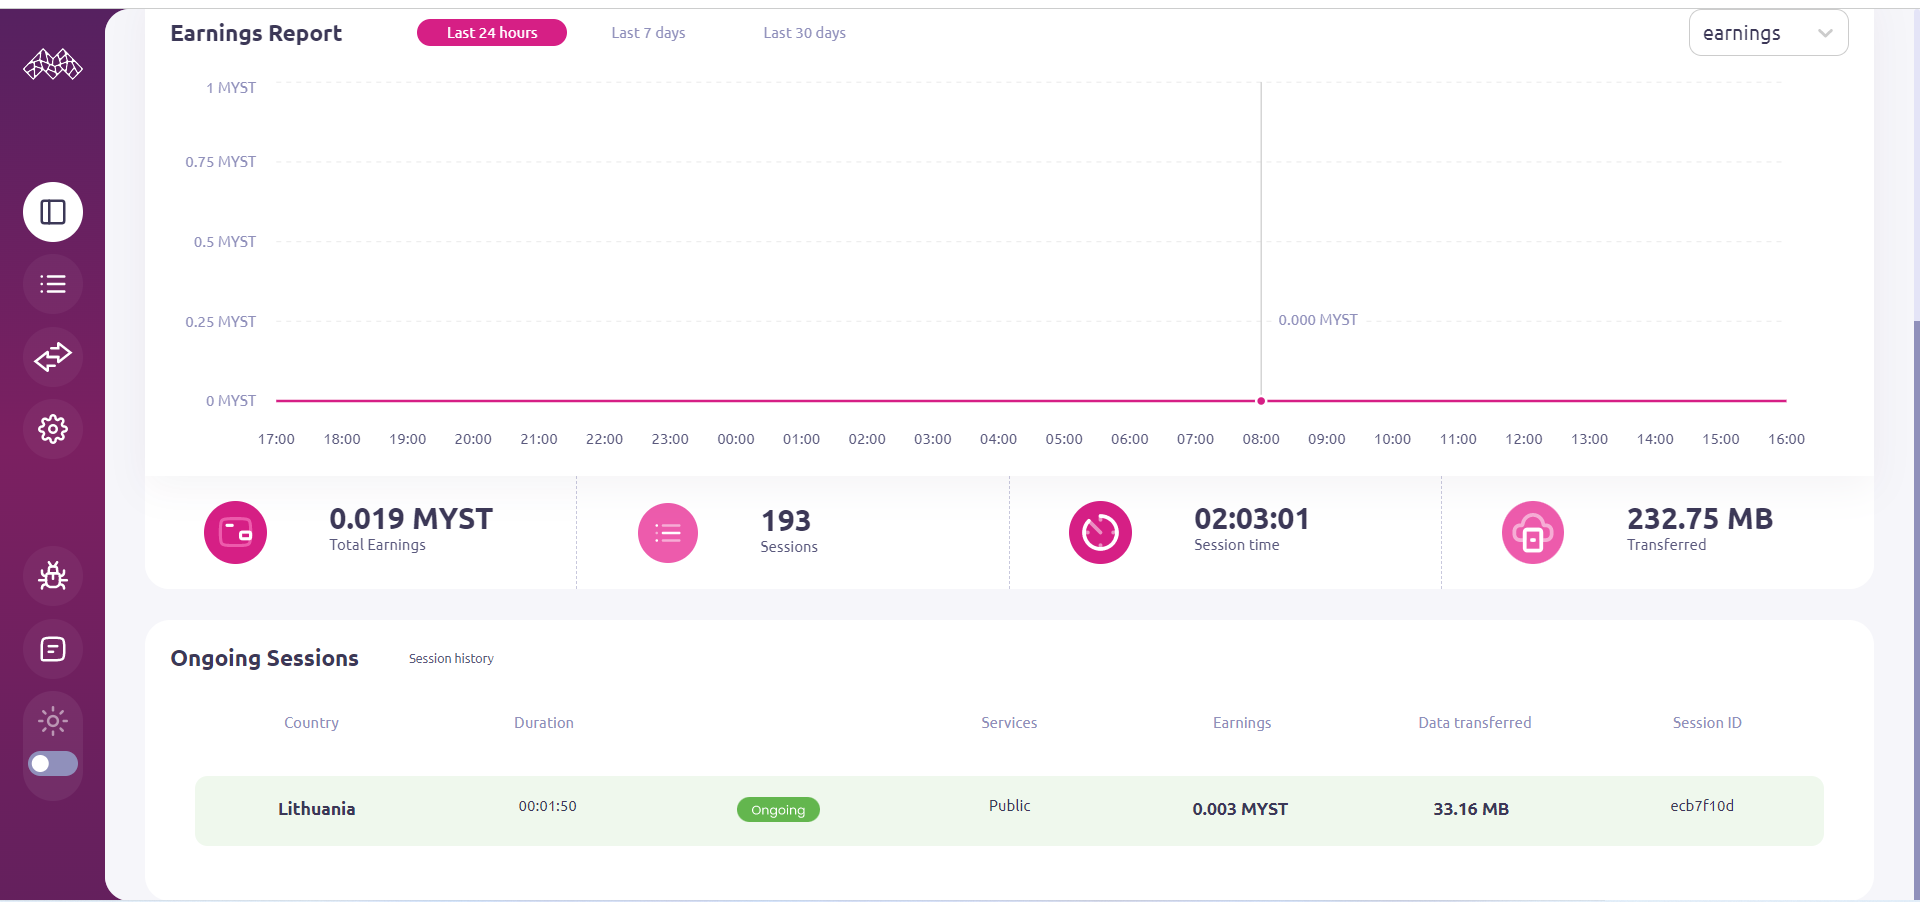 Earnings Report Last 24 hours Last 7 days Last 30 days earnings
1 MYST
0.75 MYST
0.5 MYST
0.25 MYST 0.000 MYST
0 MYST
17:00 18:00 19:00 20:00 21:00 22:00 23:00 00:00 01:00 02:00 03:00 04:00 05:00 06:00 07:00 08:00 09:00 10:00 11:00 12:00 13:00 14:00 15:00 16:00
0.019 MYST 193 02:03:01 232.75 MB
Total Earnings Sessions Session time Transferred
Ongoing Sessions Session history
Country Duration Services Earnings Data transferred Session ID
Lithuania 00:01:50 Ongoing Public 0.003 MYST 33.16 MB ecb7f10d